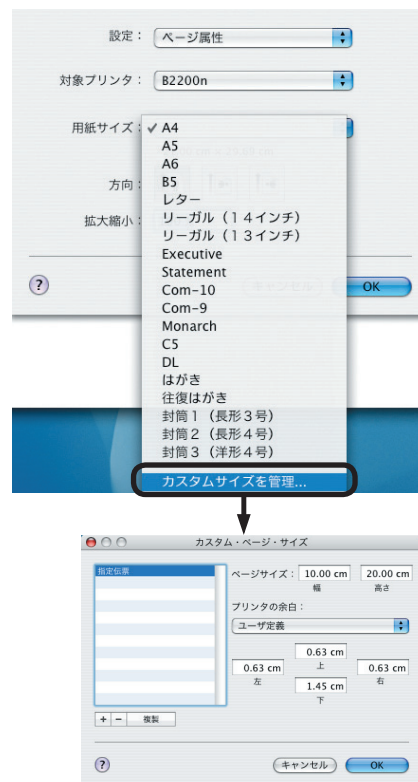 設定： ページ属性
対象プリンタ： B2200n
用紙サイズ： ✓ A4
A5
A6
B5
レター
リーガル（１４インチ）
リーガル（１３インチ）
Executive
Statement
Com-10
Com-9
Monarch
C5
DL
はがき
往復はがき
封筒１（長形３号）
封筒２（長形４号）
封筒３（洋形４号）
カスタムサイズを管理...
方向：
拡大縮小：
? キャンセル OK
カスタム・ページ・サイズ
指定伝票
ページサイズ： 10.00 cm 20.00 cm
幅 高さ
プリンタの余白：
ユーザ定義
0.63 cm
上
0.63 cm 0.63 cm
左 右
1.45 cm
下
+ − 複製
? キャンセル OK